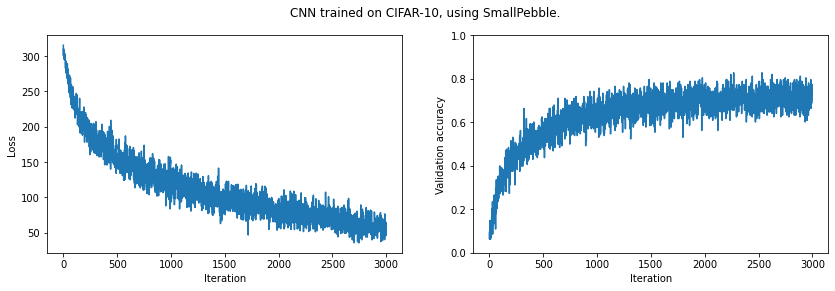 CNN trained on CIFAR-10, using SmallPebble.
Loss
300
250
200
150
100
50
0 500 1000 1500 2000 2500 3000
Iteration
Validation accuracy
1.0
0.8
0.6
0.4
0.2
0.0
0 500 1000 1500 2000 2500 3000
Iteration